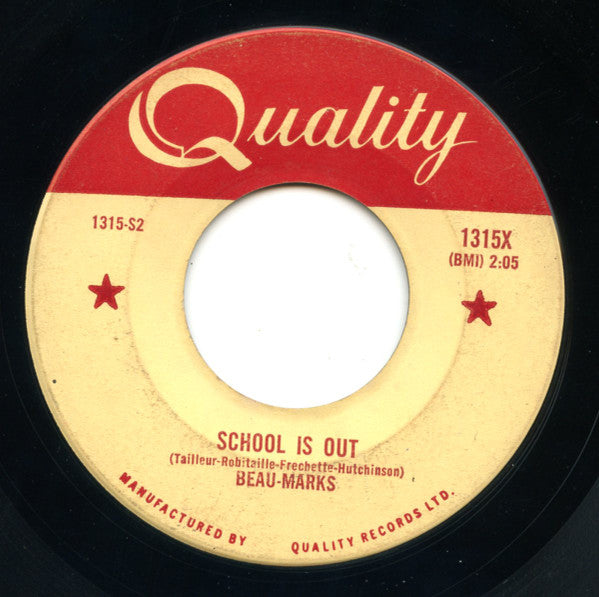 Quality
1315-S2
1315X
(BMI) 2:05
SCHOOL IS OUT
(Tailleur-Robitaille-Frechette-Hutchinson)
BEAU-MARKS
MANUFACTURED BY QUALITY RECORDS LTD.